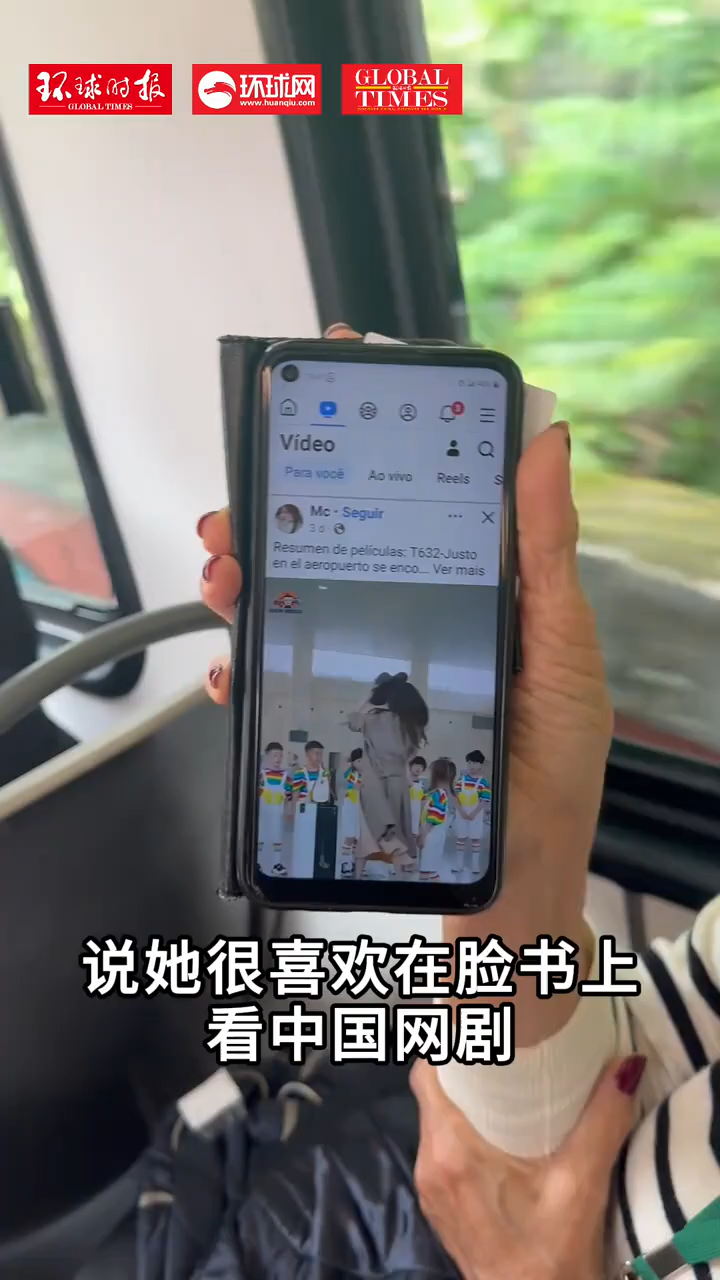 环球时报
GLOBAL TIMES
环球网
www.huanqiu.com
GLOBAL
TIMES
3
Vídeo
Para você
Ao vivo
Reels
S
Mc · Seguir
3 d
Resumen de películas: T632-Justo
en el aeropuerto se enco... Ver mais
说她很喜欢在脸书上
看中国网剧